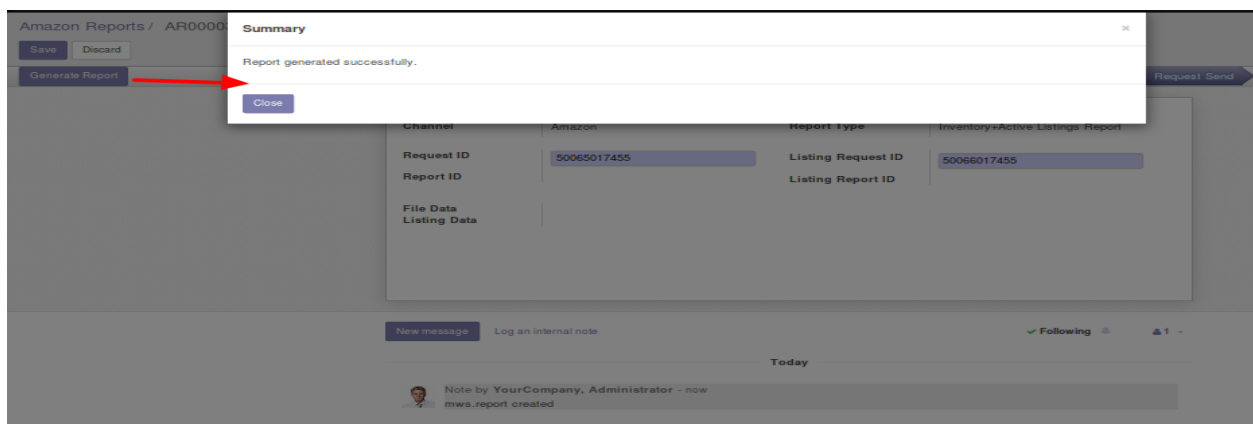 Amazon Reports / AR0000
Summary ×
Save Discard
Report generated successfully.
Generate Report Request Send
Close
Channel Amazon Report Type Inventory+Active Listings Report
Request ID 50065017455 Listing Request ID 50066017455
Report ID Listing Report ID
File Data
Listing Data
New message Log an internal note Following 1
Today
Note by YourCompany, Administrator - now
mws.report created